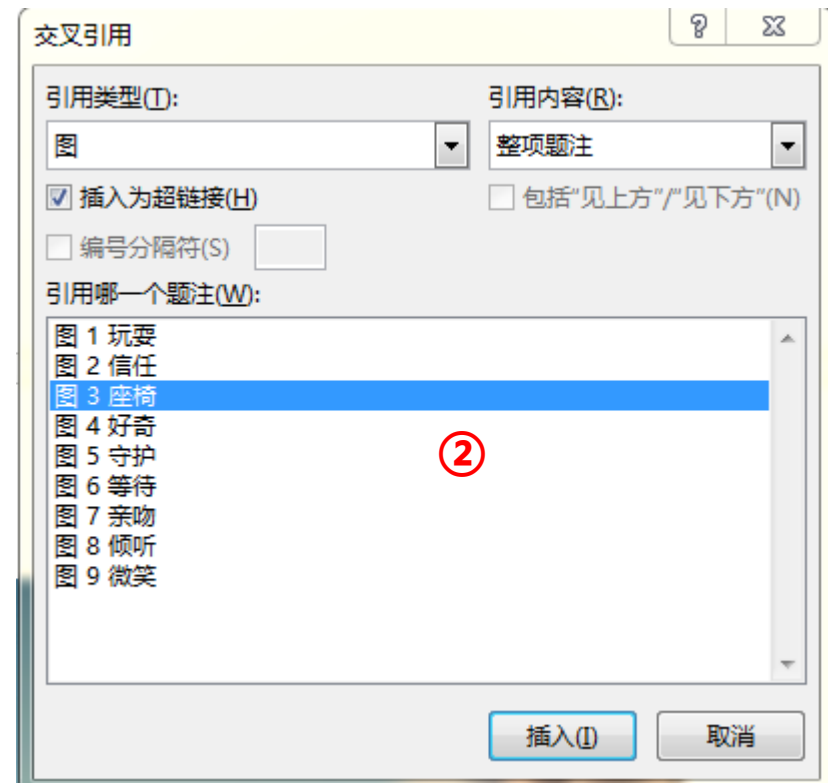 交叉引用
引用类型(T):
引用内容(R):
图
整项题注
插入为超链接(H)
包括“见上方”/“见下方”(N)
编号分隔符(S)
引用哪一个题注(W):
图 1 玩耍
图 2 信任
图 3 座椅
图 4 好奇
图 5 守护
②
图 6 等待
图 7 亲吻
图 8 倾听
图 9 微笑
插入(I)
取消